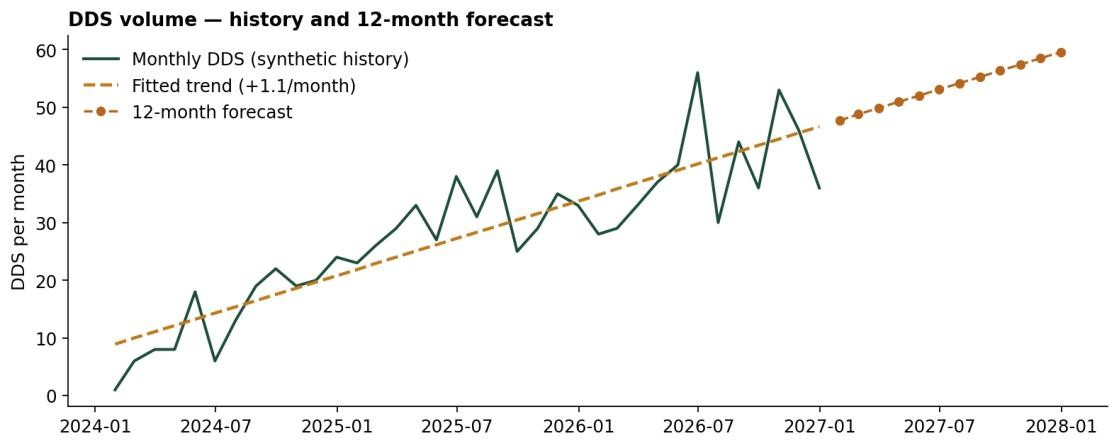 DDS volume — history and 12-month forecast
Monthly DDS (synthetic history)
Fitted trend (+1.1/month)
12-month forecast
DDS per month
60
50
40
30
20
10
0
2024-01 2024-07 2025-01 2025-07 2026-01 2026-07 2027-01 2027-07 2028-01